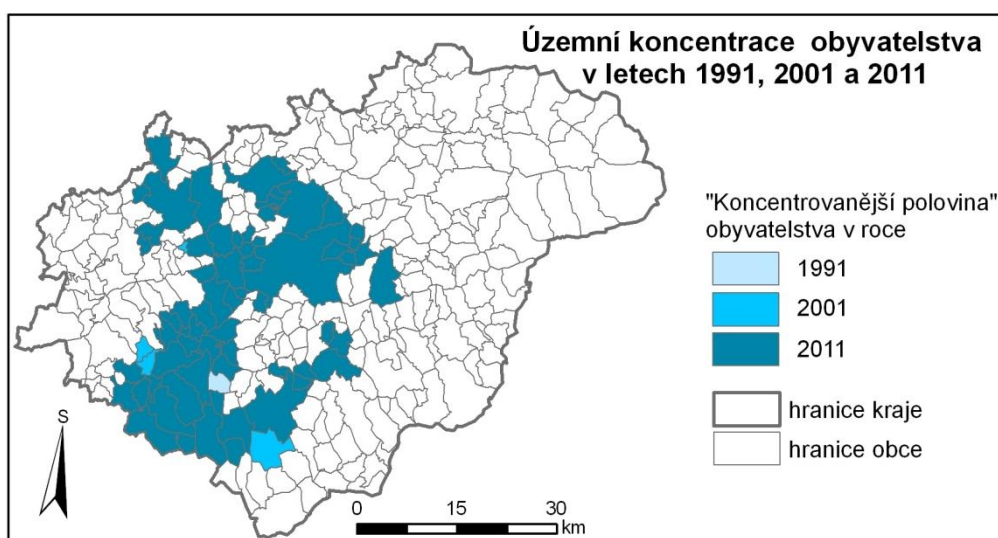 Územní koncentrace obyvatelstva
v letech 1991, 2001 a 2011
"Koncentrovanější polovina"
obyvatelstva v roce
1991
2001
2011
hranice kraje
hranice obce
S
0 15 30
km